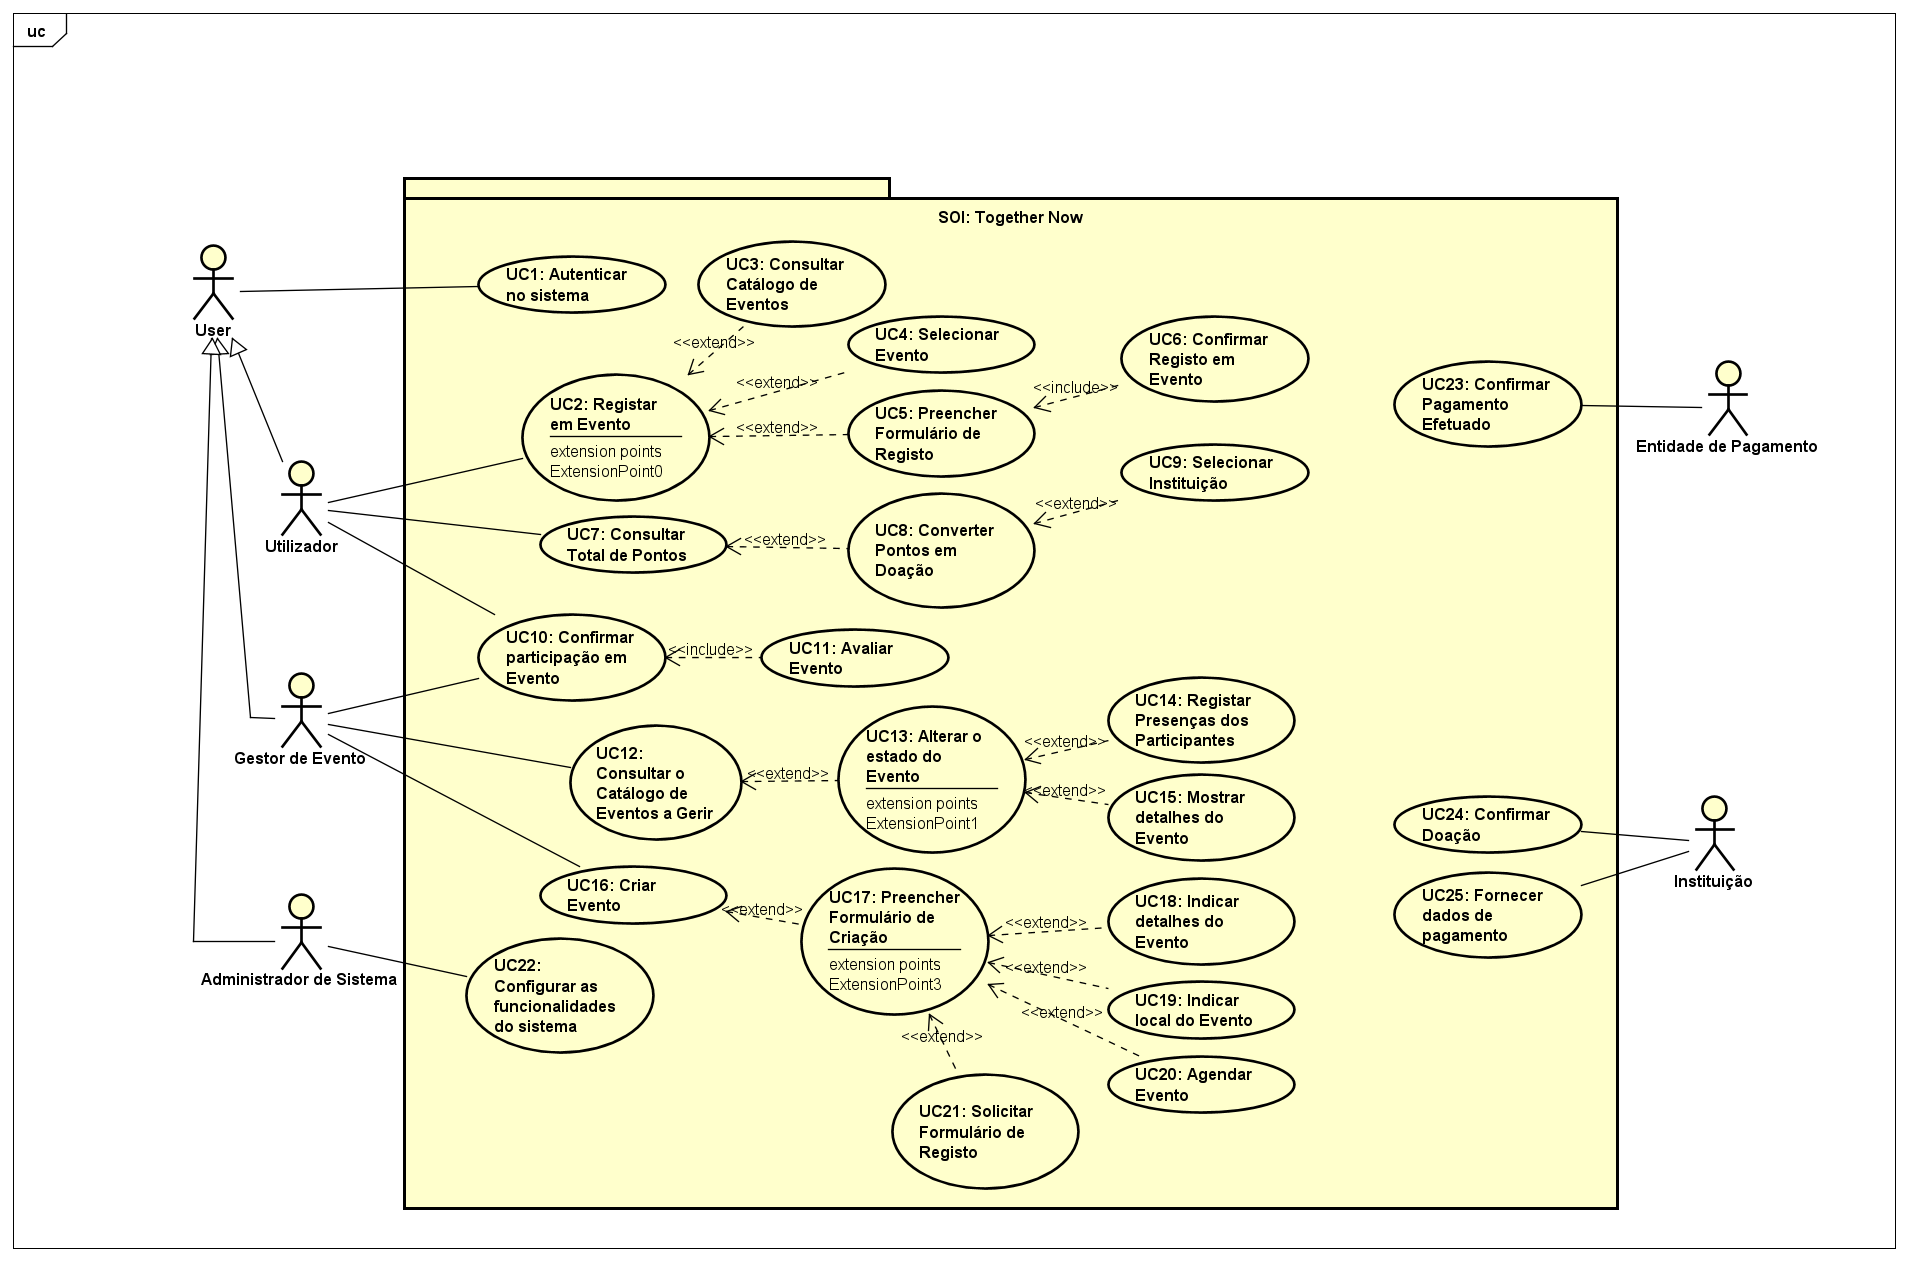 uc
SOI: Together Now
User
UC1: Autenticar
no sistema
UC3: Consultar
Catálogo de
Eventos
<<extend>>
UC4: Selecionar
Evento
<<extend>>
UC2: Registar
em Evento
extension points
ExtensionPoint0
<<extend>>
UC5: Preencher
Formulário de
Registo
<<include>>
UC6: Confirmar
Registo em
Evento
UC23: Confirmar
Pagamento
Efetuado
Entidade de Pagamento
Utilizador
UC7: Consultar
Total de Pontos
<<extend>>
UC8: Converter
Pontos em
Doação
<<extend>>
UC9: Selecionar
Instituição
UC10: Confirmar
participação em
Evento
<<include>>
UC11: Avaliar
Evento
Gestor de Evento
UC12:
Consultar o
Catálogo de
Eventos a Gerir
<<extend>>
UC13: Alterar o
estado do
Evento
extension points
ExtensionPoint1
<<extend>>
UC14: Registar
Presenças dos
Participantes
<<extend>>
UC15: Mostrar
detalhes do
Evento
UC24: Confirmar
Doação
UC25: Fornecer
dados de
pagamento
Instituição
UC16: Criar
Evento
<<extend>>
UC17: Preencher
Formulário de
Criação
extension points
ExtensionPoint3
<<extend>>
UC18: Indicar
detalhes do
Evento
<<extend>>
UC19: Indicar
local do Evento
<<extend>>
UC20: Agendar
Evento
<<extend>>
UC21: Solicitar
Formulário de
Registo
Administrador de Sistema
UC22:
Configurar as
funcionalidades
do sistema